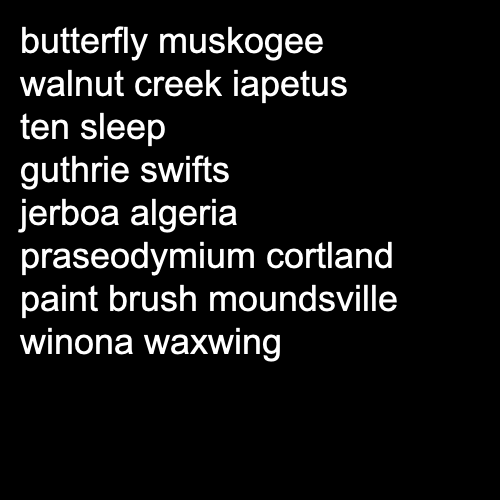 butterfly muskogee
walnut creek iapetus
ten sleep
guthrie swifts
jerboa algeria
praseodymium cortland
paint brush moundsville
winona waxwing